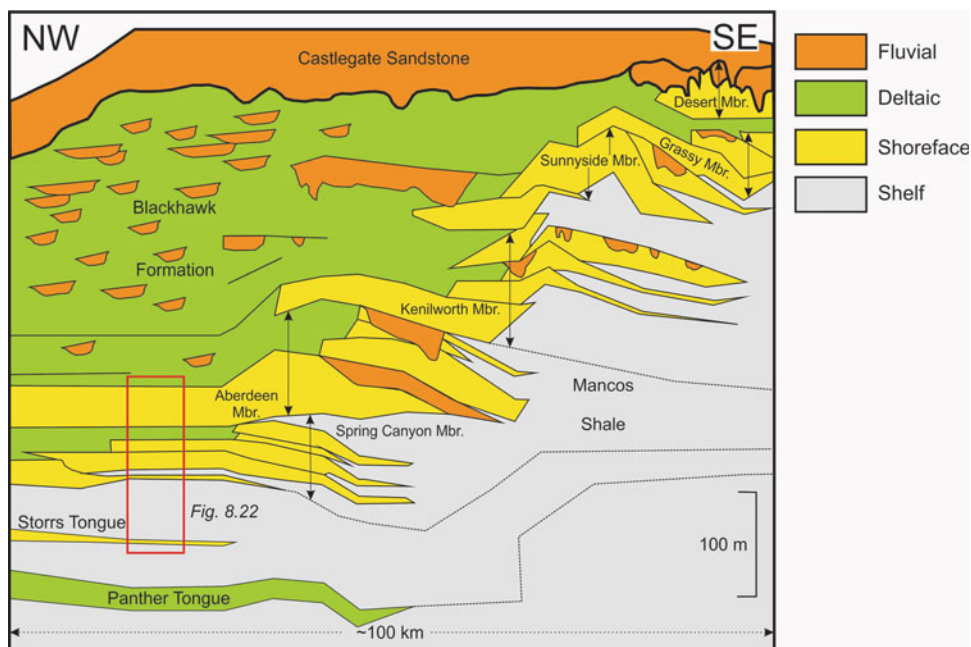 NW
SE
Castlegate Sandstone
Desert Mbr.
Sunnyside Mbr.
Grassy Mbr.
Blackhawk
Formation
Kenilworth Mbr.
Mancos
Shale
Aberdeen
Mbr.
Spring Canyon Mbr.
Fig. 8.22
Storrs Tongue
100 m
Panther Tongue
~100 km
Fluvial
Deltaic
Shoreface
Shelf